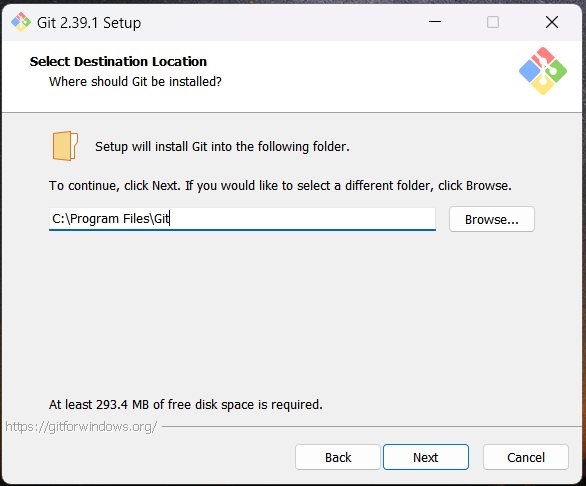 Git 2.39.1 Setup
Select Destination Location
Where should Git be installed?
Setup will install Git into the following folder.
To continue, click Next. If you would like to select a different folder, click Browse.
C:\Program Files\Git
Browse...
At least 293.4 MB of free disk space is required.
https://gitforwindows.org/
Back
Next
Cancel